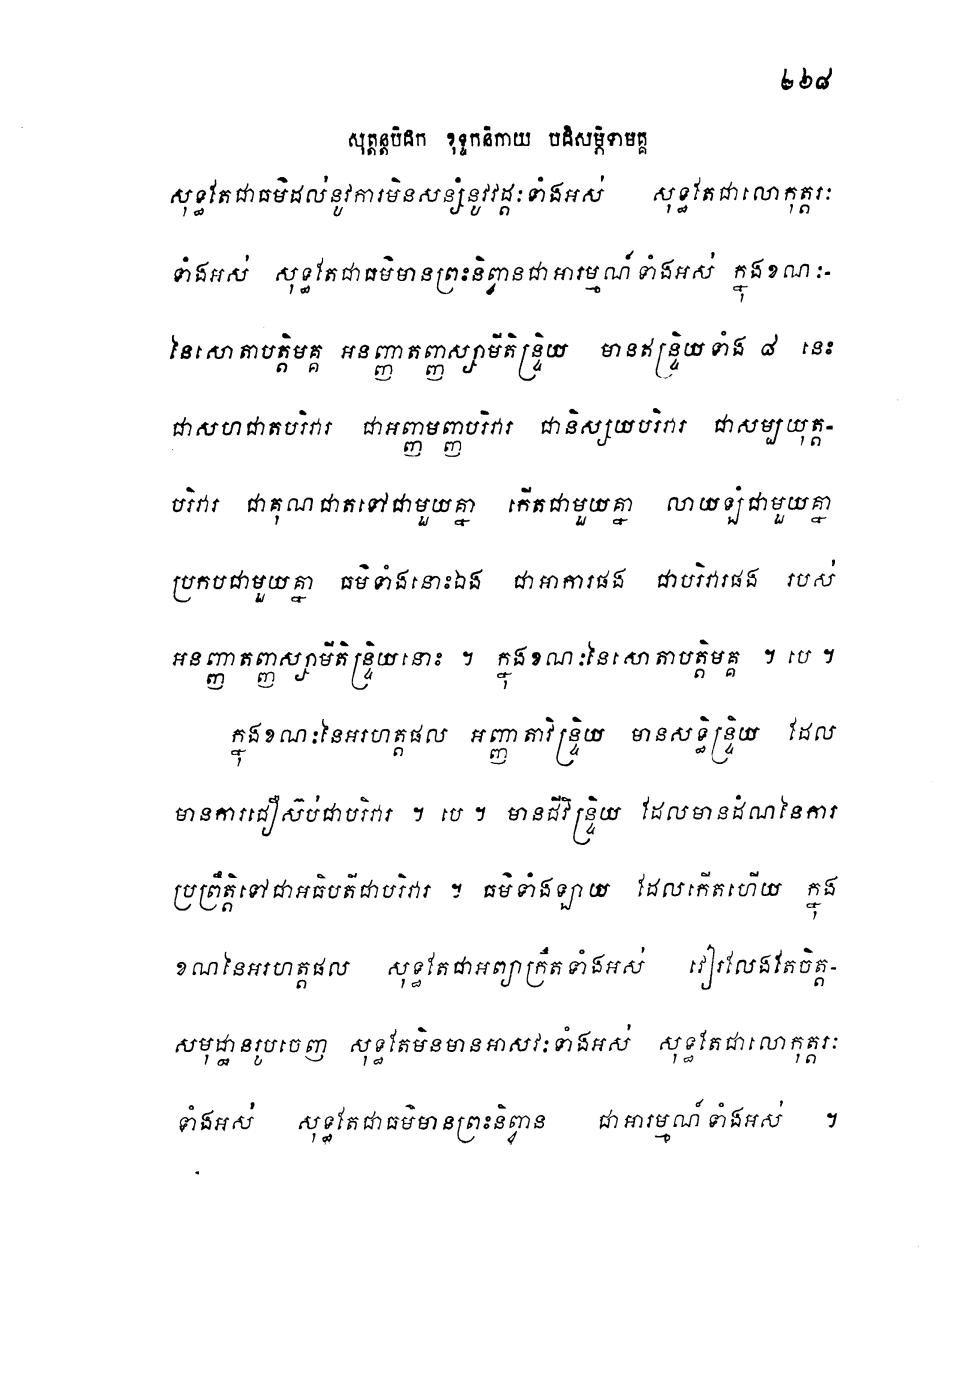 ២៦៨
សុត្តន្តបិដក ខុទ្ទកនិកាយ បដិសម្ភិទាមគ្គ
សុទ្ធតែជាធម៌ដល់នូវការមិនសន្សំនូវវដ្តៈទាំងអស់ សុទ្ធតែជាលោកុត្តរៈ
ទាំងអស់ សុទ្ធតែជាធម៌មានព្រះនិព្វានជាអារម្មណ៍ទាំងអស់ ក្នុងខណៈ-
នៃសោតាបត្តិមគ្គ អនញ្ញាតញ្ញស្សាមីតិន្ទ្រិយ មានឥន្ទ្រិយទាំង ៨ នេះ
ជាសហជាតបរិវារ ជាអញ្ញមញ្ញបរិវារ ជានិស្សយបរិវារ ជាសម្បយុត្ត-
បរិវារ ជាគុណជាតទៅជាមួយគ្នា កើតជាមួយគ្នា លាយឡំជាមួយគ្នា
ប្រកបជាមួយគ្នា ធម៌ទាំងនោះឯង ជាអាការផង ជាបរិវារផង របស់
អនញ្ញាតញ្ញស្សាមីតិន្ទ្រិយនោះ ។ ក្នុងខណៈនៃសោតាបត្តិមគ្គ ។ បេ ។
ក្នុងខណៈនៃអរហត្តផល អញ្ញាតាវិន្ទ្រិយ មានសទ្ធិន្ទ្រិយ ដែល
មានការជឿស៊ប់ជាបរិវារ ។ បេ ។ មានជីវិន្ទ្រិយ ដែលមានដំណនៃការ
ប្រព្រឹត្តិទៅជាអធិបតីជាបរិវារ ។ ធម៌ទាំងឡាយ ដែលកើតហើយ ក្នុង
ខណនៃអរហត្តផល សុទ្ធតែជាអព្យាក្រឹតទាំងអស់ វៀរលែងតែចិត្ត-
សមុដ្ឋានរូបចេញ សុទ្ធតែមិនមានអាសវៈទាំងអស់ សុទ្ធតែជាលោកុត្តរៈ
ទាំងអស់ សុទ្ធតែជាធម៌មានព្រះនិព្វាន ជាអារម្មណ៍ទាំងអស់ ។